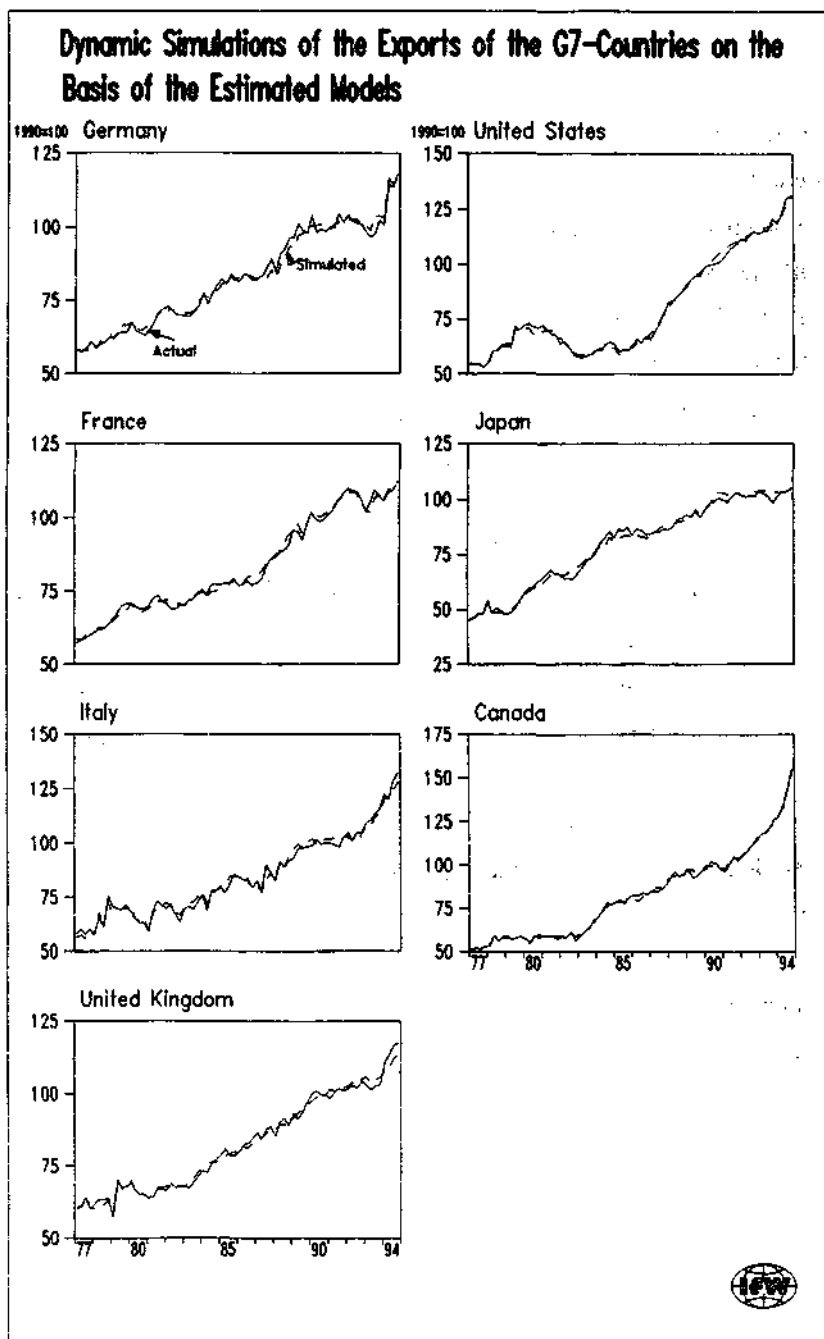 Dynamic Simulations of the Exports of the G7-Countries on the
Basis of the Estimated Models
1990=100 Germany
125
100
75
50
Simulated
Actual
1990=100 United States
150
125
100
75
50
France
125
100
75
50
Japan
125
100
75
50
25
Italy
150
125
100
75
50
Canada
175
150
125
100
75
50
77 80 85 90 94
United Kingdom
125
100
75
50
77 80 85 90 94
IFW